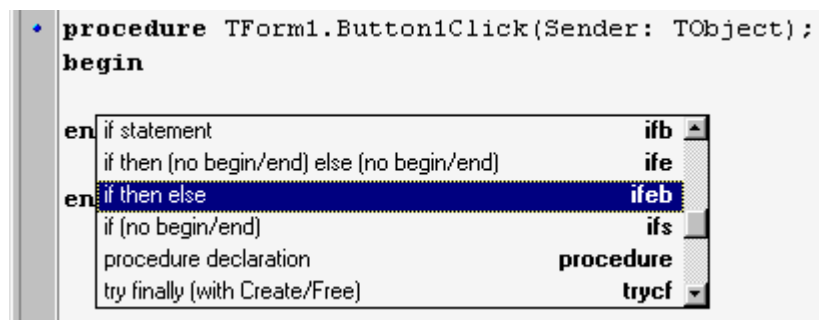 procedure TForm1.Button1Click(Sender: TObject);
begin
en if statement ifb
if then (no begin/end) else (no begin/end) ife
en if then else ifeb
if (no begin/end) ifs
procedure declaration procedure
try finally (with Create/Free) trycf